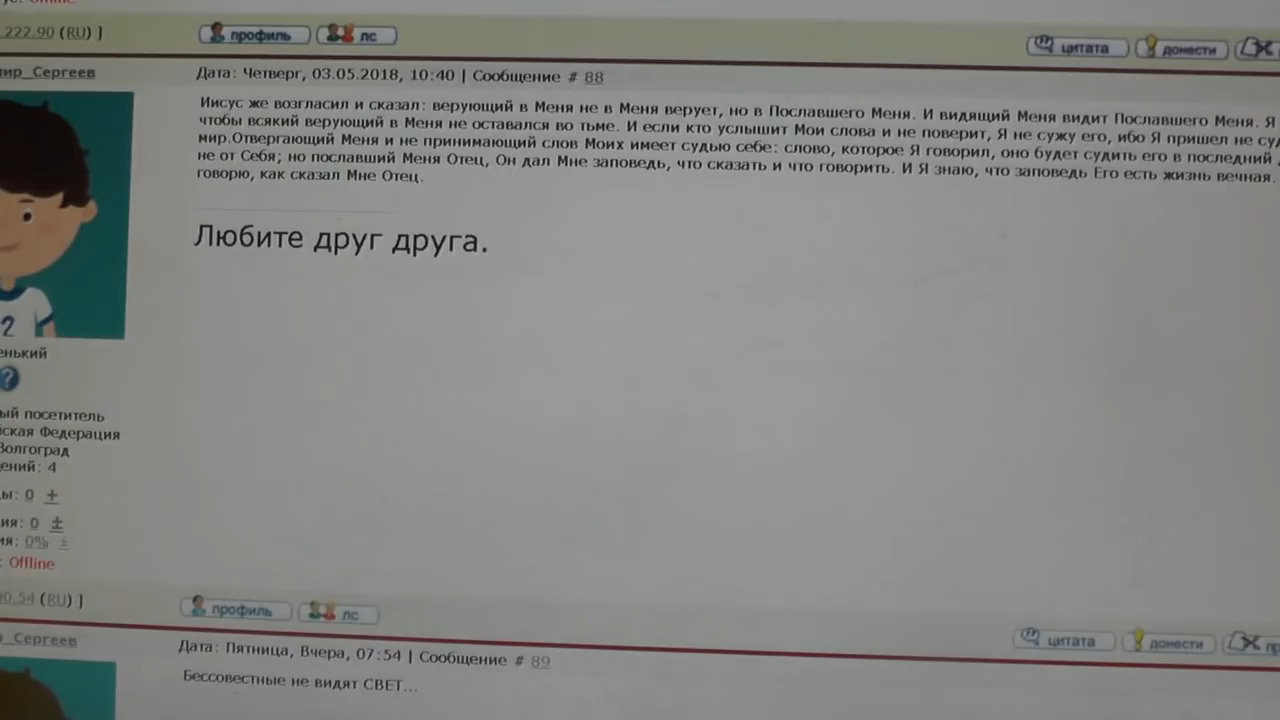 Offline
.222.90 (RU) ]
профиль лс цитата донести
мир_Сергеев
Дата: Четверг, 03.05.2018, 10:40 | Сообщение # 88
Иисус же возгласил и сказал: верующий в Меня не в Меня верует, но в Пославшего Меня. И видящий Меня видит Пославшего Меня. Я
чтобы всякий верующий в Меня не оставался во тьме. И если кто услышит Мои слова и не поверит, Я не сужу его, ибо Я пришел не су
мир.Отвергающий Меня и не принимающий слов Моих имеет судью себе: слово, которое Я говорил, оно будет судить его в последний
не от Себя; но пославший Меня Отец, Он дал Мне заповедь, что сказать и что говорить. И Я знаю, что заповедь Его есть жизнь вечная.
говорю, как сказал Мне Отец.
Любите друг друга.
2
енький
?
ый посетитель
йская Федерация
Волгоград
ений: 4
ды: 0 ±
ия: 0 ±
ия: 0% ±
: Offline
90.54 (RU) ]
профиль лс цитата донести пр
р_Сергеев
Дата: Пятница, Вчера, 07:54 | Сообщение # 89
Бессовестные не видят СВЕТ...